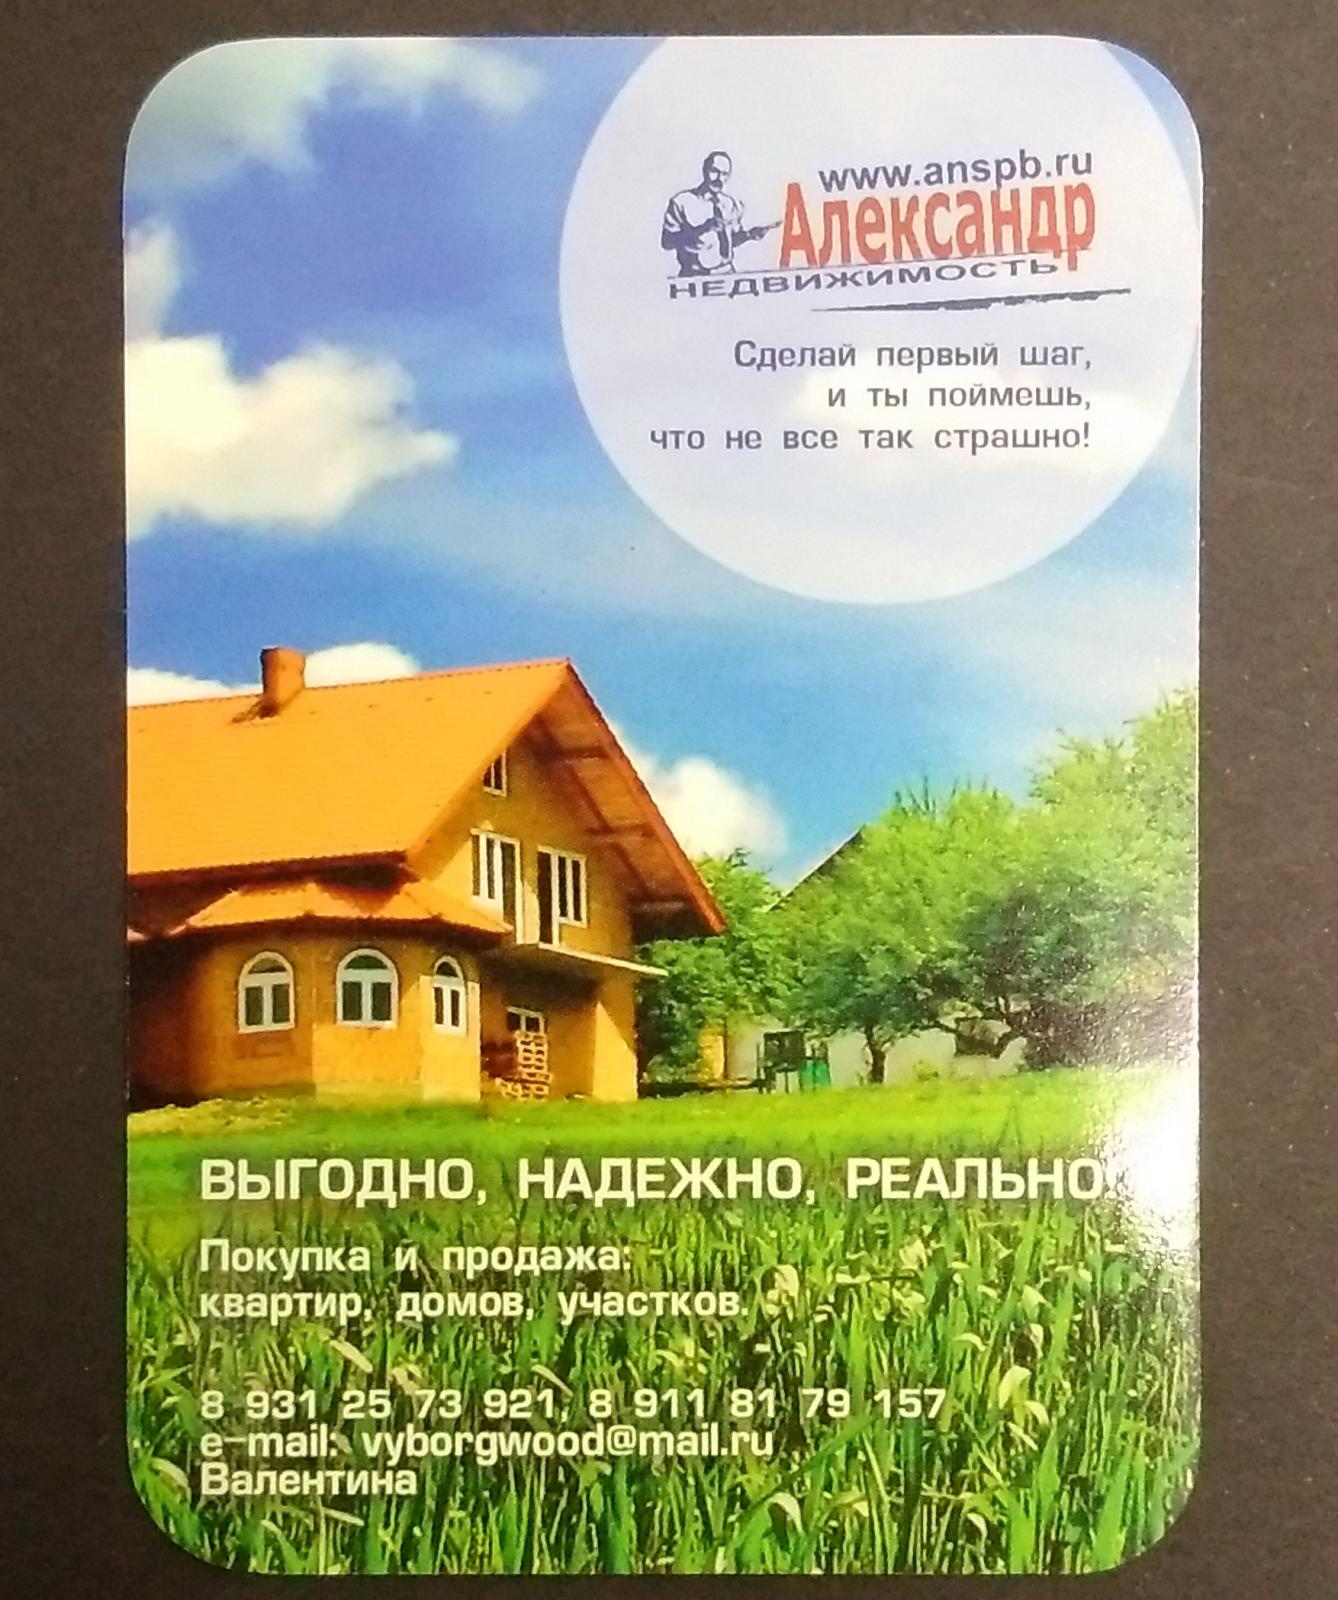 www.anspb.ru
Александр
НЕДВИЖИМОСТЬ
Сделай первый шаг,
и ты поймешь,
что не все так страшно!
ВЫГОДНО, НАДЕЖНО, РЕАЛЬНО!
Покупка и продажа:
квартир, домов, участков.
8 931 25 73 921, 8 911 81 79 157
e-mail: vyborgwood@mail.ru
Валентина